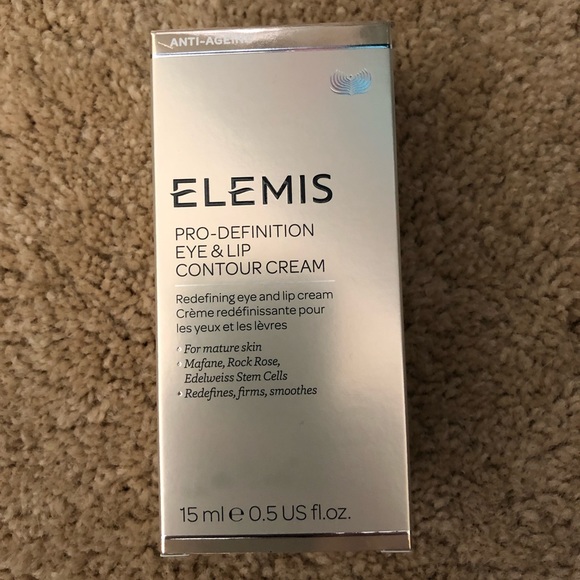 ANTI-AGEING
ELEMIS
PRO-DEFINITION
EYE & LIP
CONTOUR CREAM
Redefining eye and lip cream
Crème redéfinissante pour
les yeux et les lèvres
• For mature skin
• Mafane, Rock Rose,
Edelweiss Stem Cells
• Redefines, firms, smoothes
15 ml ℮ 0.5 US fl.oz.